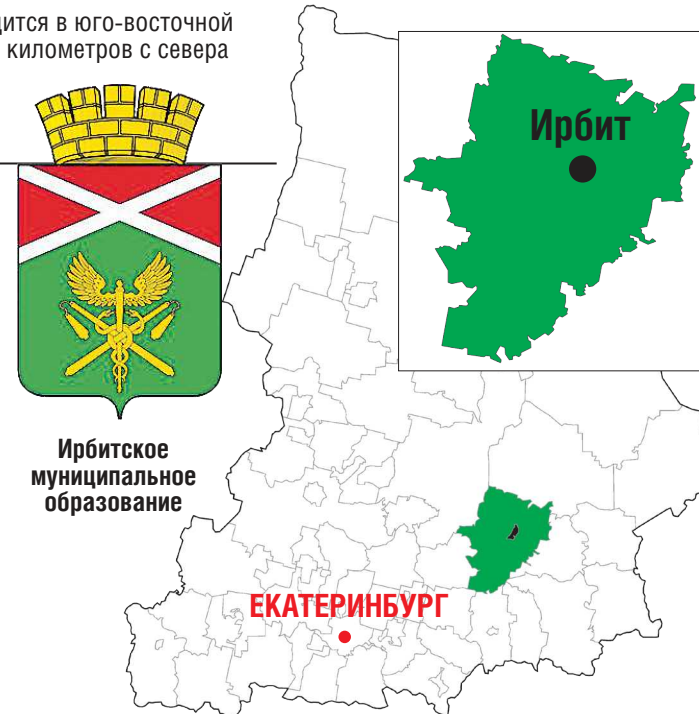 дится в юго-восточной
километров с севера
Ирбит
Ирбитское
муниципальное
образование
ЕКАТЕРИНБУРГ